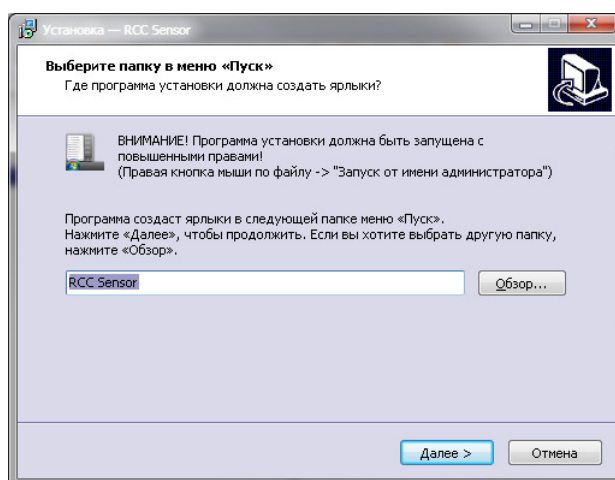 Установка — RCC Sensor
Выберите папку в меню «Пуск»
Где программа установки должна создать ярлыки?
ВНИМАНИЕ! Программа установки должна быть запущена с
повышенными правами!
(Правая кнопка мыши по файлу -> "Запуск от имени администратора")
Программа создаст ярлыки в следующей папке меню «Пуск».
Нажмите «Далее», чтобы продолжить. Если вы хотите выбрать другую папку,
нажмите «Обзор».
RCC Sensor
Обзор...
Далее >
Отмена